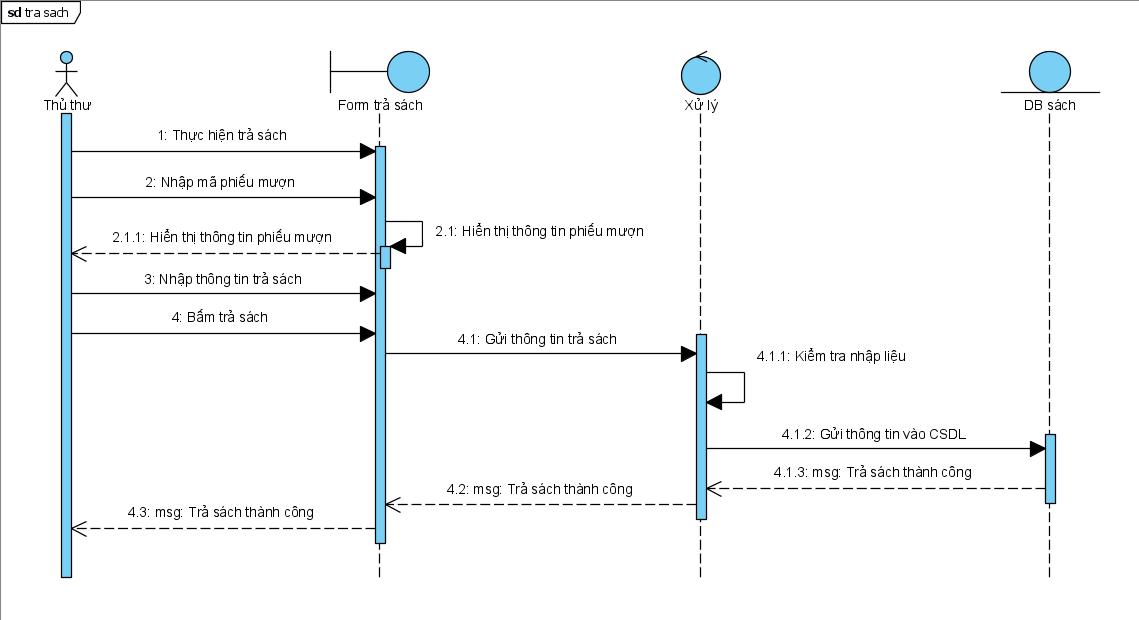 sd tra sach
Thủ thư
Form trả sách
Xử lý
DB sách
1: Thực hiện trả sách
2: Nhập mã phiếu mượn
2.1: Hiển thị thông tin phiếu mượn
2.1.1: Hiển thị thông tin phiếu mượn
3: Nhập thông tin trả sách
4: Bấm trả sách
4.1: Gửi thông tin trả sách
4.1.1: Kiểm tra nhập liệu
4.1.2: Gửi thông tin vào CSDL
4.1.3: msg: Trả sách thành công
4.2: msg: Trả sách thành công
4.3: msg: Trả sách thành công